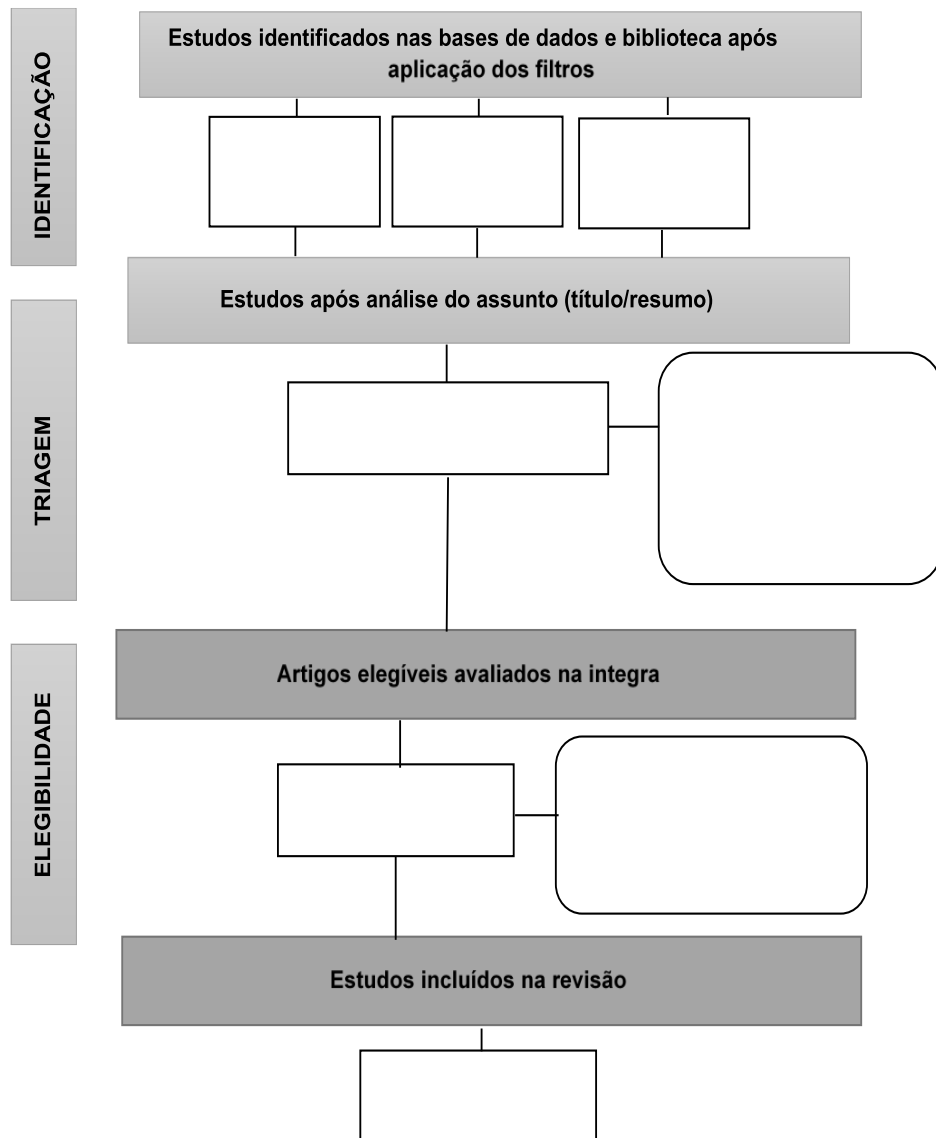 IDENTIFICAÇÃO
Estudos identificados nas bases de dados e biblioteca após
aplicação dos filtros
TRIAGEM
Estudos após análise do assunto (título/resumo)
ELEGIBILIDADE
Artigos elegíveis avaliados na integra
Estudos incluídos na revisão